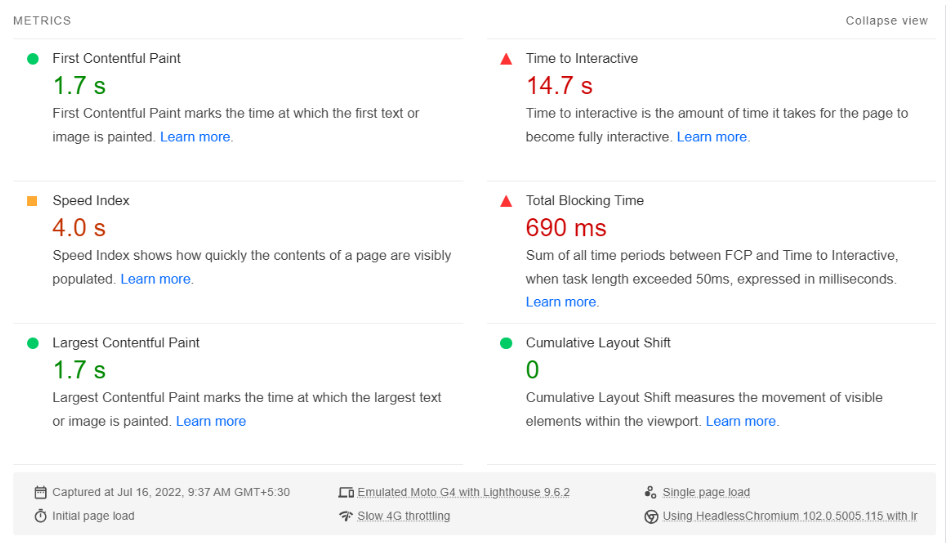 METRICS
Collapse view
First Contentful Paint
1.7 s
First Contentful Paint marks the time at which the first text or
image is painted. Learn more.
Time to Interactive
14.7 s
Time to interactive is the amount of time it takes for the page to
become fully interactive. Learn more.
Speed Index
4.0 s
Speed Index shows how quickly the contents of a page are visibly
populated. Learn more.
Total Blocking Time
690 ms
Sum of all time periods between FCP and Time to Interactive,
when task length exceeded 50ms, expressed in milliseconds.
Learn more.
Largest Contentful Paint
1.7 s
Largest Contentful Paint marks the time at which the largest text
or image is painted. Learn more
Cumulative Layout Shift
0
Cumulative Layout Shift measures the movement of visible
elements within the viewport. Learn more.
Captured at Jul 16, 2022, 9:37 AM GMT+5:30
Emulated Moto G4 with Lighthouse 9.6.2
Single page load
Initial page load
Slow 4G throttling
Using HeadlessChromium 102.0.5005.115 with lr